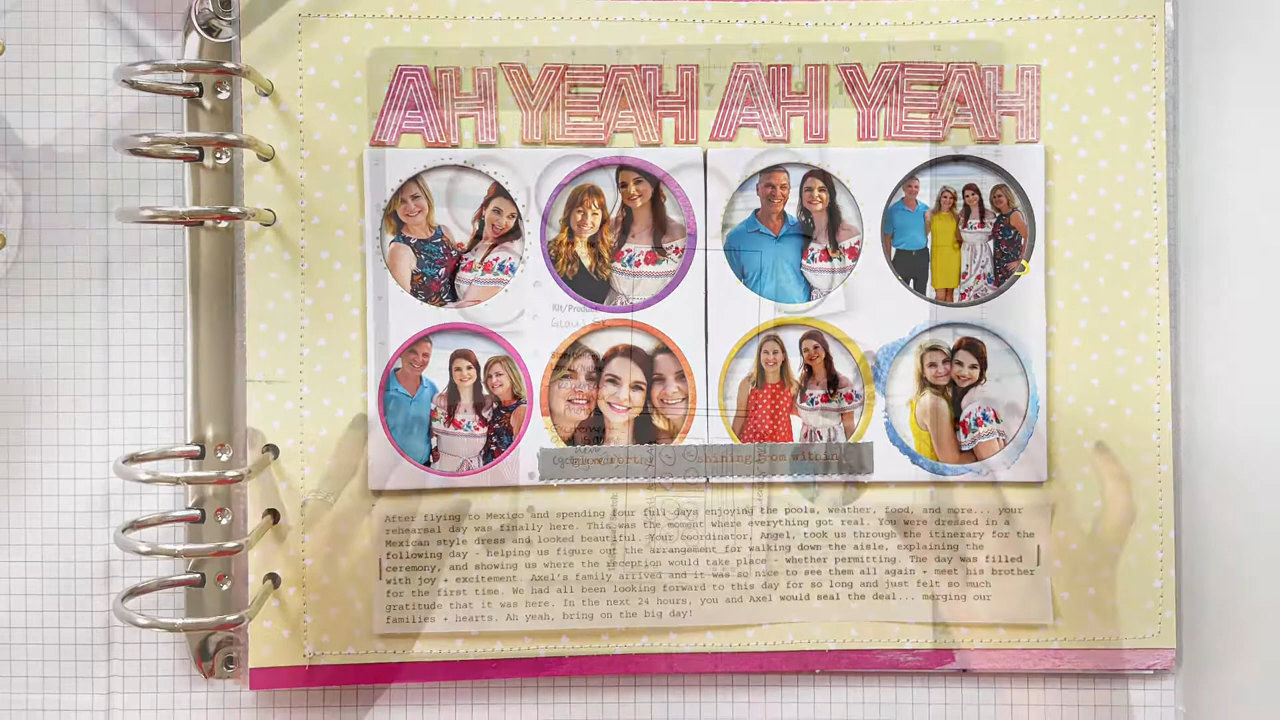 AH YEAH AH YEAH
Kit/Product
shining from within
After flying to Mexico and spending four full days enjoying the pools, weather, food, and more... your
rehearsal day was finally here. This was the moment where everything got real. You were dressed in a
Mexican style dress and looked beautiful. Your coordinator, Angel, took us through the itinerary for the
following day - helping us figure out the arrangement for walking down the aisle, explaining the
ceremony, and showing us where the reception would take place - whether permitting. The day was filled
with joy + excitement. Axel's family arrived and it was so nice to see them all again + meet his brother
for the first time. We had all been looking forward to this day for so long and just felt so much
gratitude that it was here. In the next 24 hours, you and Axel would seal the deal... merging our
families + hearts. Ah yeah, bring on the big day!